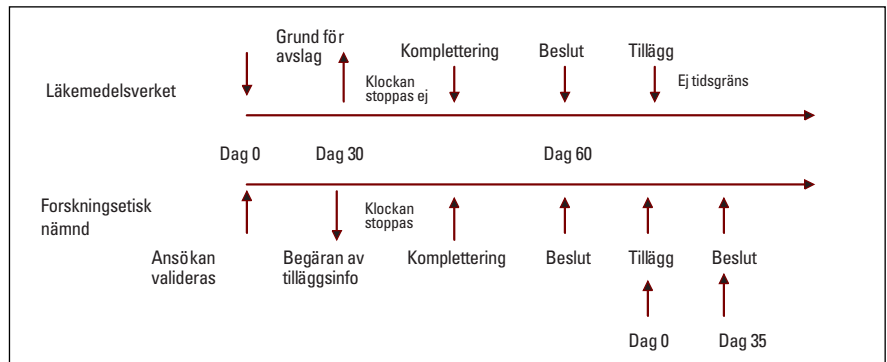 Grund för
avslag
Komplettering
Beslut
Tillägg
Läkemedelsverket
Klockan
stoppas ej
Ej tidsgräns
Dag 0
Dag 30
Dag 60
Forskningsetisk
nämnd
Klockan
stoppas
Ansökan
valideras
Begäran av
tilläggsinfo
Komplettering
Beslut
Tillägg
Beslut
Dag 0
Dag 35